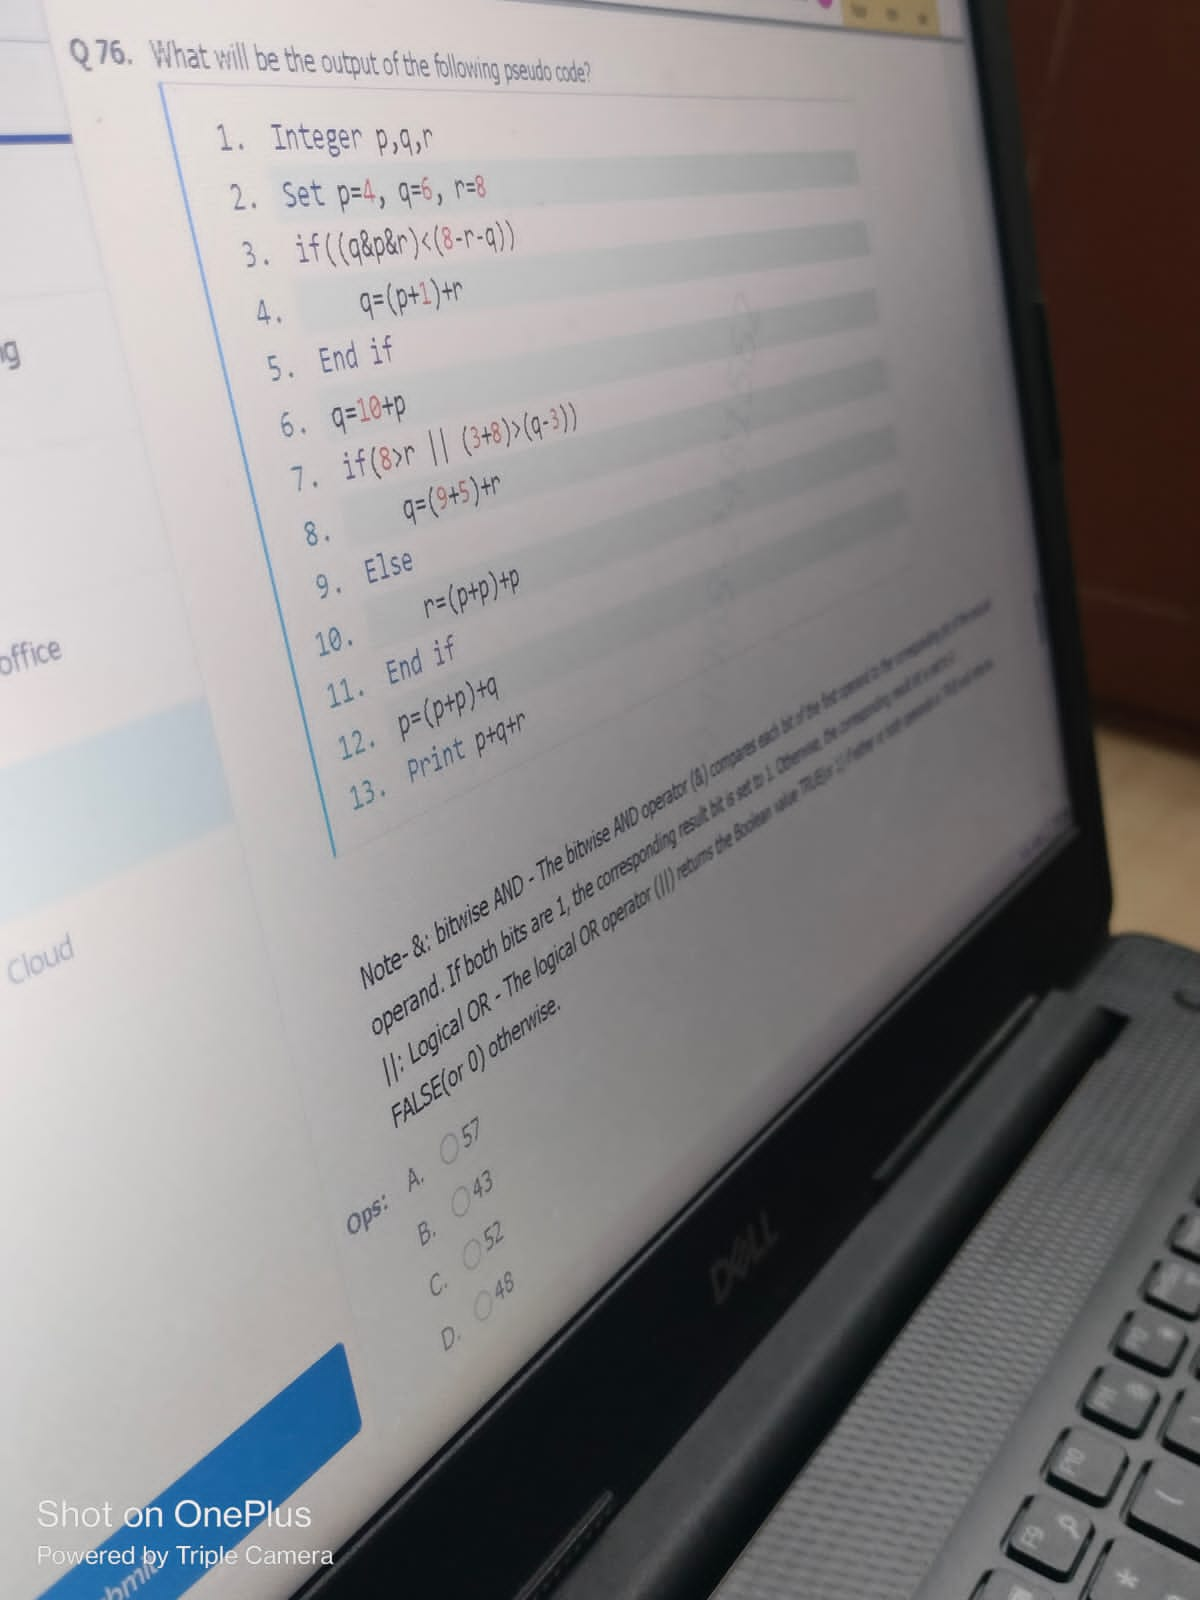 Q 76. What will be the output of the following pseudo code?
1. Integer p,q,r
2. Set p=4, q=6, r=8
3. if((q&p&r)<(8-r-q))
4. q=(p+1)+r
5. End if
6. q=10+p
7. if(8>r || (3+8)>(q-3))
8. q=(9+5)+r
9. Else
10. r=(p+p)+p
11. End if
12. p=(p+p)+q
13. Print p+q+r
Note- &: bitwise AND - The bitwise AND operator (&) compares each bit of the first operand to the corresponding bit of the second
operand. If both bits are 1, the corresponding result bit is set to 1. Otherwise, the corresponding result bit is set to 0.
||: Logical OR - The logical OR operator (||) returns the Boolean value TRUE(or 1) if either or both operands is TRUE and returns
FALSE(or 0) otherwise.
Ops: A. 57
B. 43
C. 52
D. 48
office
Cloud
DELL
F9
Shot on OnePlus
Powered by Triple Camera